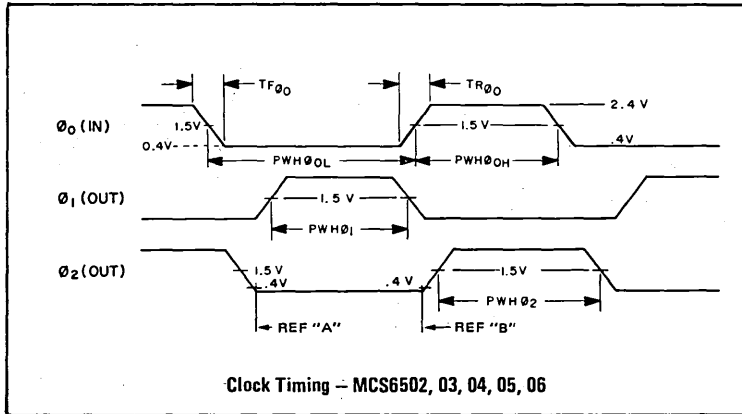 TFØ0 TRØ0
2.4 V
Ø0 (IN) 1.5V 1.5 V
0.4V .4V
PWHØ0L PWHØ0H
Ø1 (OUT) 1.5 V
PWHØ1
Ø2 (OUT) 1.5 V 1.5V
.4V .4 V
PWHØ2
REF "A" REF "B"
Clock Timing – MCS6502, 03, 04, 05, 06